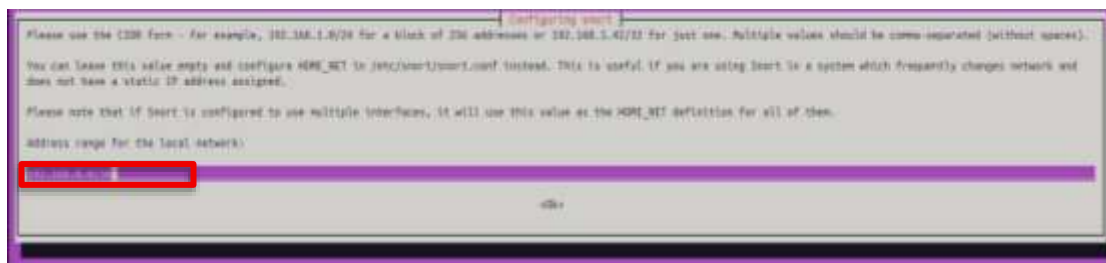 Configuring snort
Please use the CIDR form - for example, 192.168.1.0/24 for a block of 256 addresses or 192.168.1.42/32 for just one. Multiple values should be comma-separated (without spaces).
You can leave this value empty and configure HOME_NET in /etc/snort/snort.conf instead. This is useful if you are using Snort in a system which frequently changes network and
does not have a static IP address assigned.
Please note that if Snort is configured to use multiple interfaces, it will use this value as the HOME_NET definition for all of them.
Address range for the local network:
<Ok>